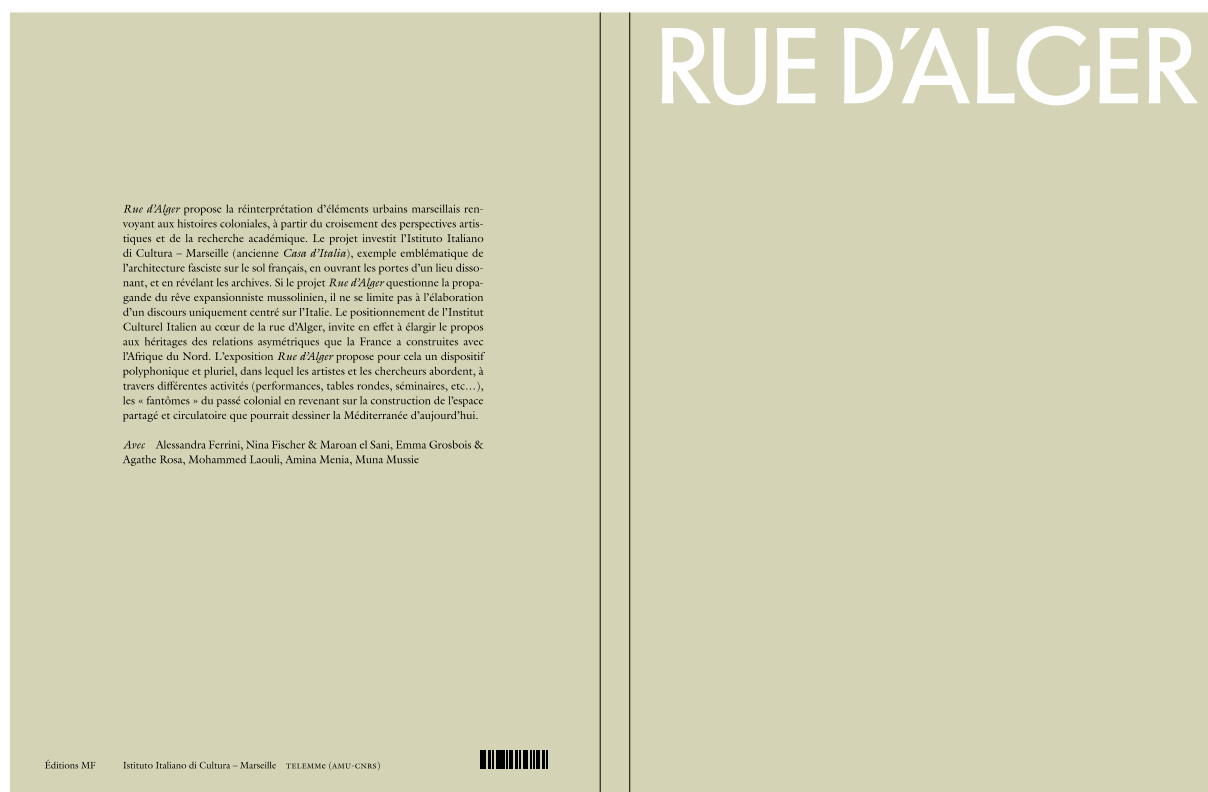 RUE D'ALGER
Rue d'Alger propose la réinterprétation d'éléments urbains marseillais ren-
voyant aux histoires coloniales, à partir du croisement des perspectives artis-
tiques et de la recherche académique. Le projet investit l'Istituto Italiano
di Cultura – Marseille (ancienne Casa d'Italia), exemple emblématique de
l'architecture fasciste sur le sol français, en ouvrant les portes d'un lieu disso-
nant, et en révélant les archives. Si le projet Rue d'Alger questionne la propa-
gande du rêve expansionniste mussolinien, il ne se limite pas à l'élaboration
d'un discours uniquement centré sur l'Italie. Le positionnement de l'Institut
Culturel Italien au cœur de la rue d'Alger, invite en effet à élargir le propos
aux héritages des relations asymétriques que la France a construites avec
l'Afrique du Nord. L'exposition Rue d'Alger propose pour cela un dispositif
polyphonique et pluriel, dans lequel les artistes et les chercheurs abordent, à
travers différentes activités (performances, tables rondes, séminaires, etc…),
les « fantômes » du passé colonial en revenant sur la construction de l'espace
partagé et circulatoire que pourrait dessiner la Méditerranée d'aujourd'hui.
Avec Alessandra Ferrini, Nina Fischer & Maroan el Sani, Emma Grosbois &
Agathe Rosa, Mohammed Laouli, Amina Menia, Muna Mussie
Éditions MF Istituto Italiano di Cultura – Marseille TELEMMe (AMU-CNRS)